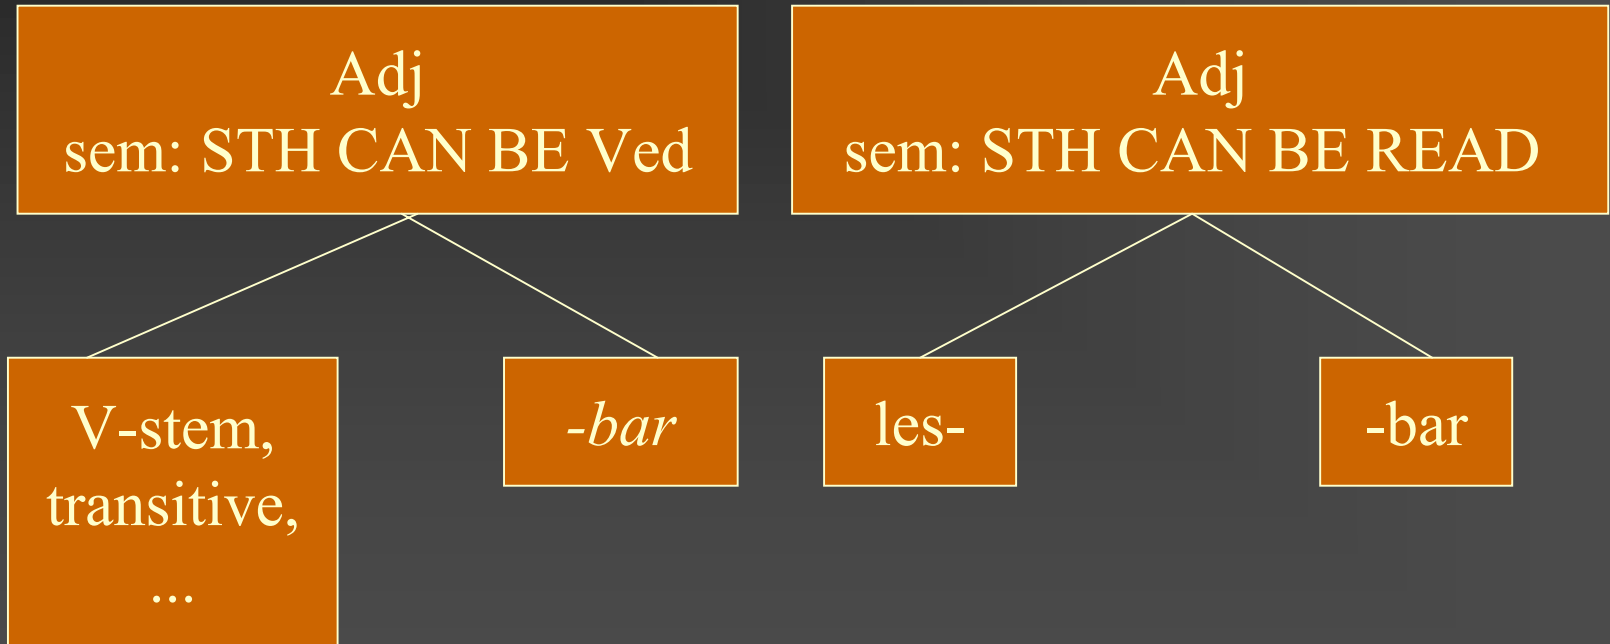 Adj
sem: STH CAN BE Ved
Adj
sem: STH CAN BE READ
V-stem,
transitive,
...
-bar
les-
-bar